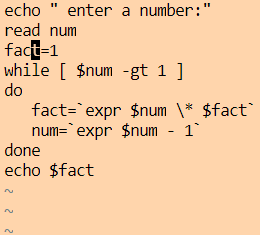 echo " enter a number:"
read num
fact=1
while [ $num -gt 1 ]
do
   fact=`expr $num \* $fact`
   num=`expr $num - 1`
done
echo $fact
~
~
~